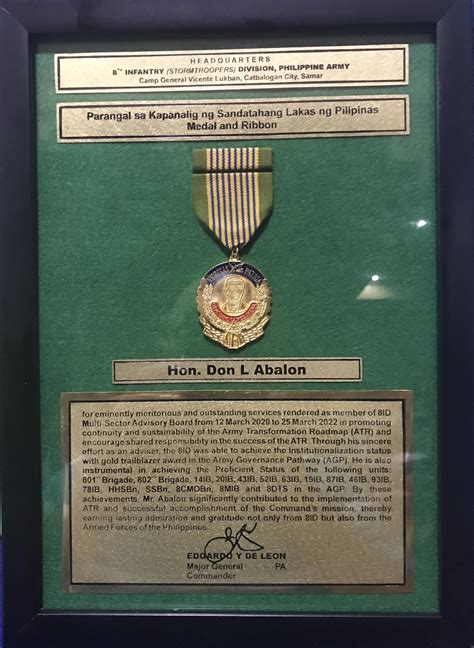 HEADQUARTERS
8TH INFANTRY (STORMTROOPERS) DIVISION, PHILIPPINE ARMY
Camp General Vicente Lukban, Catbalogan City, Samar
Parangal sa Kapanalig ng Sandatahang Lakas ng Pilipinas
Medal and Ribbon
Hon. Don L Abalon
for eminently meritorious and outstanding services rendered as member of 8ID
Multi Sector Advisory Board from 12 March 2020 to 25 March 2022 in promoting
continuity and sustainability of the Army Transformation Roadmap (ATR) and
encourage shared responsibility in the success of the ATR. Through his sincere
effort as an adviser, the 8ID was able to achieve the Institutionalization status
with gold trailblazer award in the Army Governance Pathway (AGP). He is also
instrumental in achieving the Proficient Status of the following units:
801st Brigade, 802nd Brigade, 14IB, 20IB, 43IB, 52IB, 63IB, 19IB, 87IB, 46IB, 93IB,
78IB, HHSBn, SSBn, 8CMOBn, 8MIB and 8DTS in the AGP. By these
achievements, Mr. Abalos significantly contributed to the implementation of
ATR and successful accomplishment of the Command's mission, thereby
earning lasting admiration and gratitude not only from 8ID but also from the
Armed Forces of the Philippines.
EDGARDO Y DE LEON
Major General PA
Commander